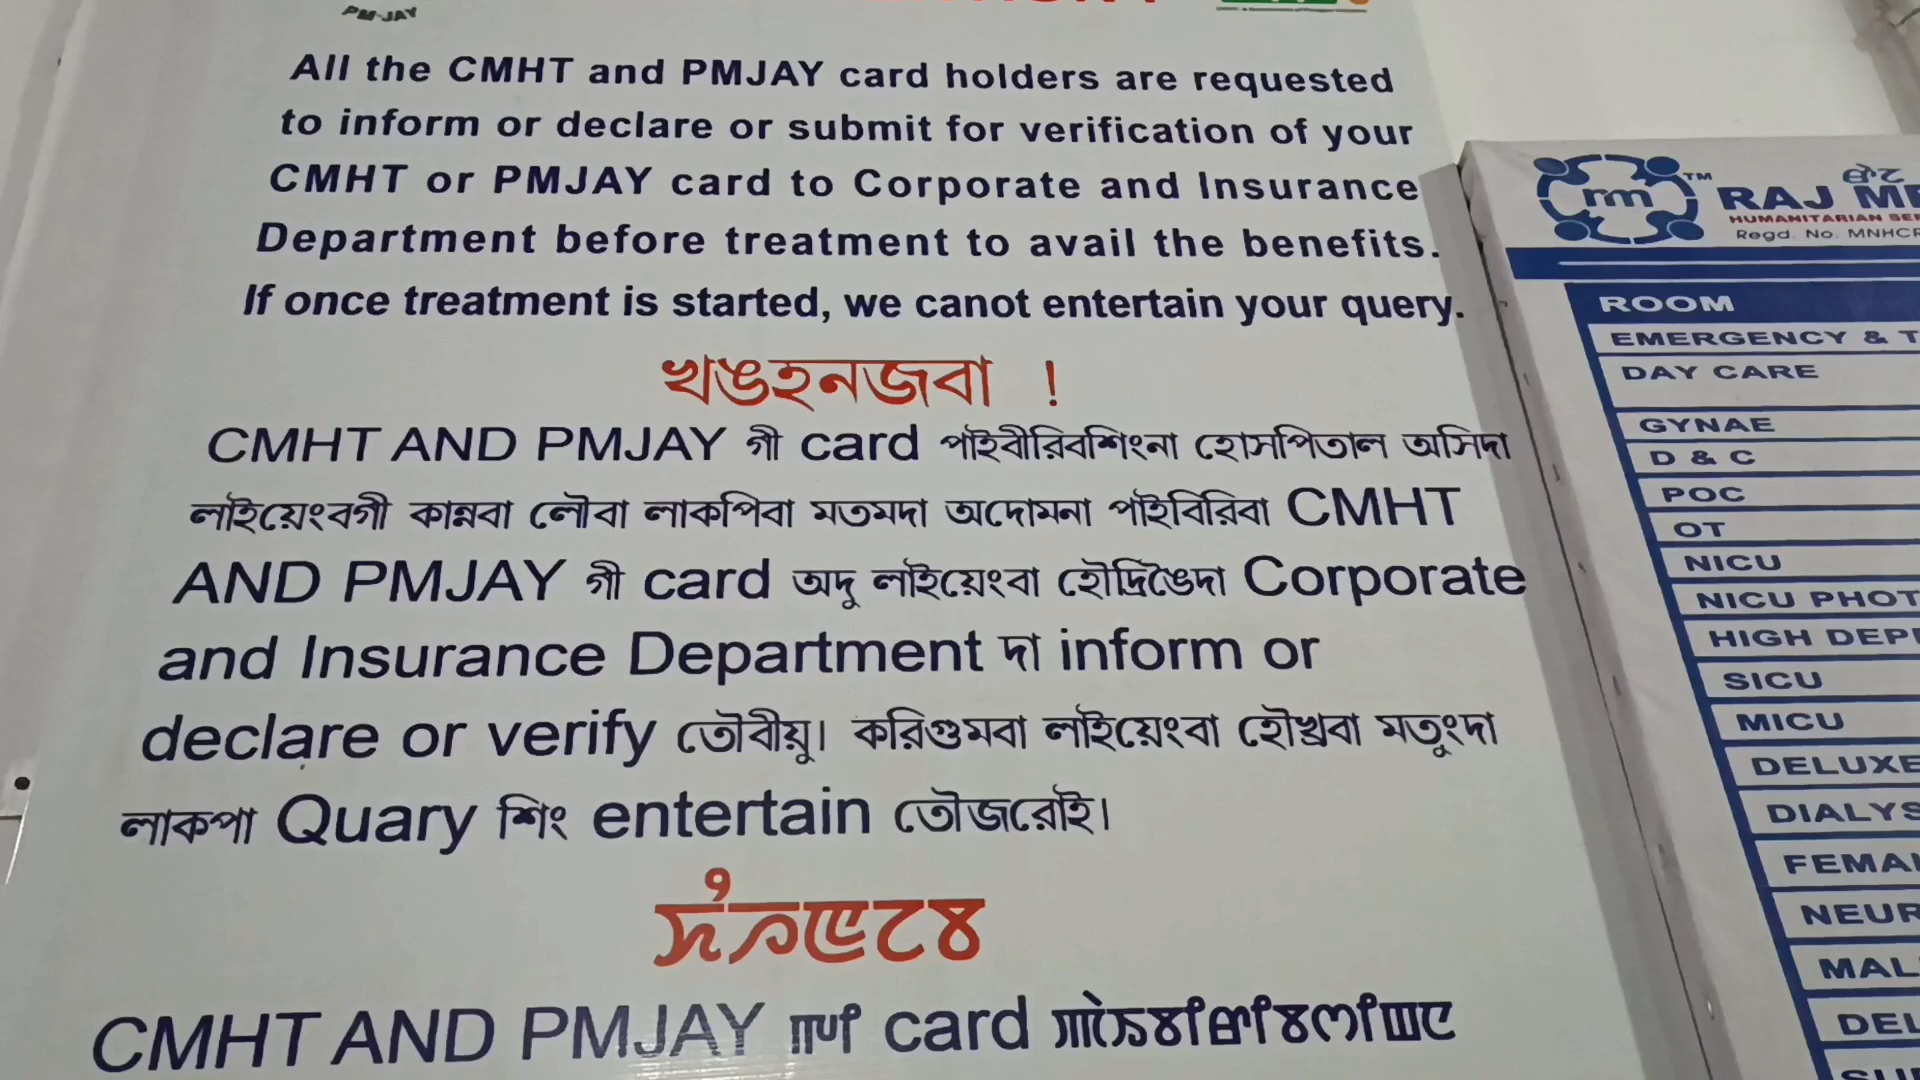 PM-JAY
All the CMHT and PMJAY card holders are requested
to inform or declare or submit for verification of your
CMHT or PMJAY card to Corporate and Insurance
Department before treatment to avail the benefits.
If once treatment is started, we canot entertain your query.
খঙহনজবা !
CMHT AND PMJAY গী card পাইবীরিবশিংনা হোসপিতাল অসিদা
লাইয়েংবগী কান্নবা লৌবা লাকপিবা মতমদা অদোমনা পাইবিরিবা CMHT
AND PMJAY গী card অদু লাইয়েংবা হৌদ্রিঙৈদা Corporate
and Insurance Department দা inform or
declare or verify তৌবীয়ু। করিগুমবা লাইয়েংবা হৌখ্রবা মতুংদা
লাকপা Quary শিং entertain তৌজরোই।
CMHT AND PMJAY ꯒꯤ card
TM
RAJ
HUMANITARIAN
Regd. No.
ROOM
EMERGENCY &
DAY CARE
GYNAE
D & C
POC
OT
NICU
NICU
HIGH
SICU
MICU
DELUXE